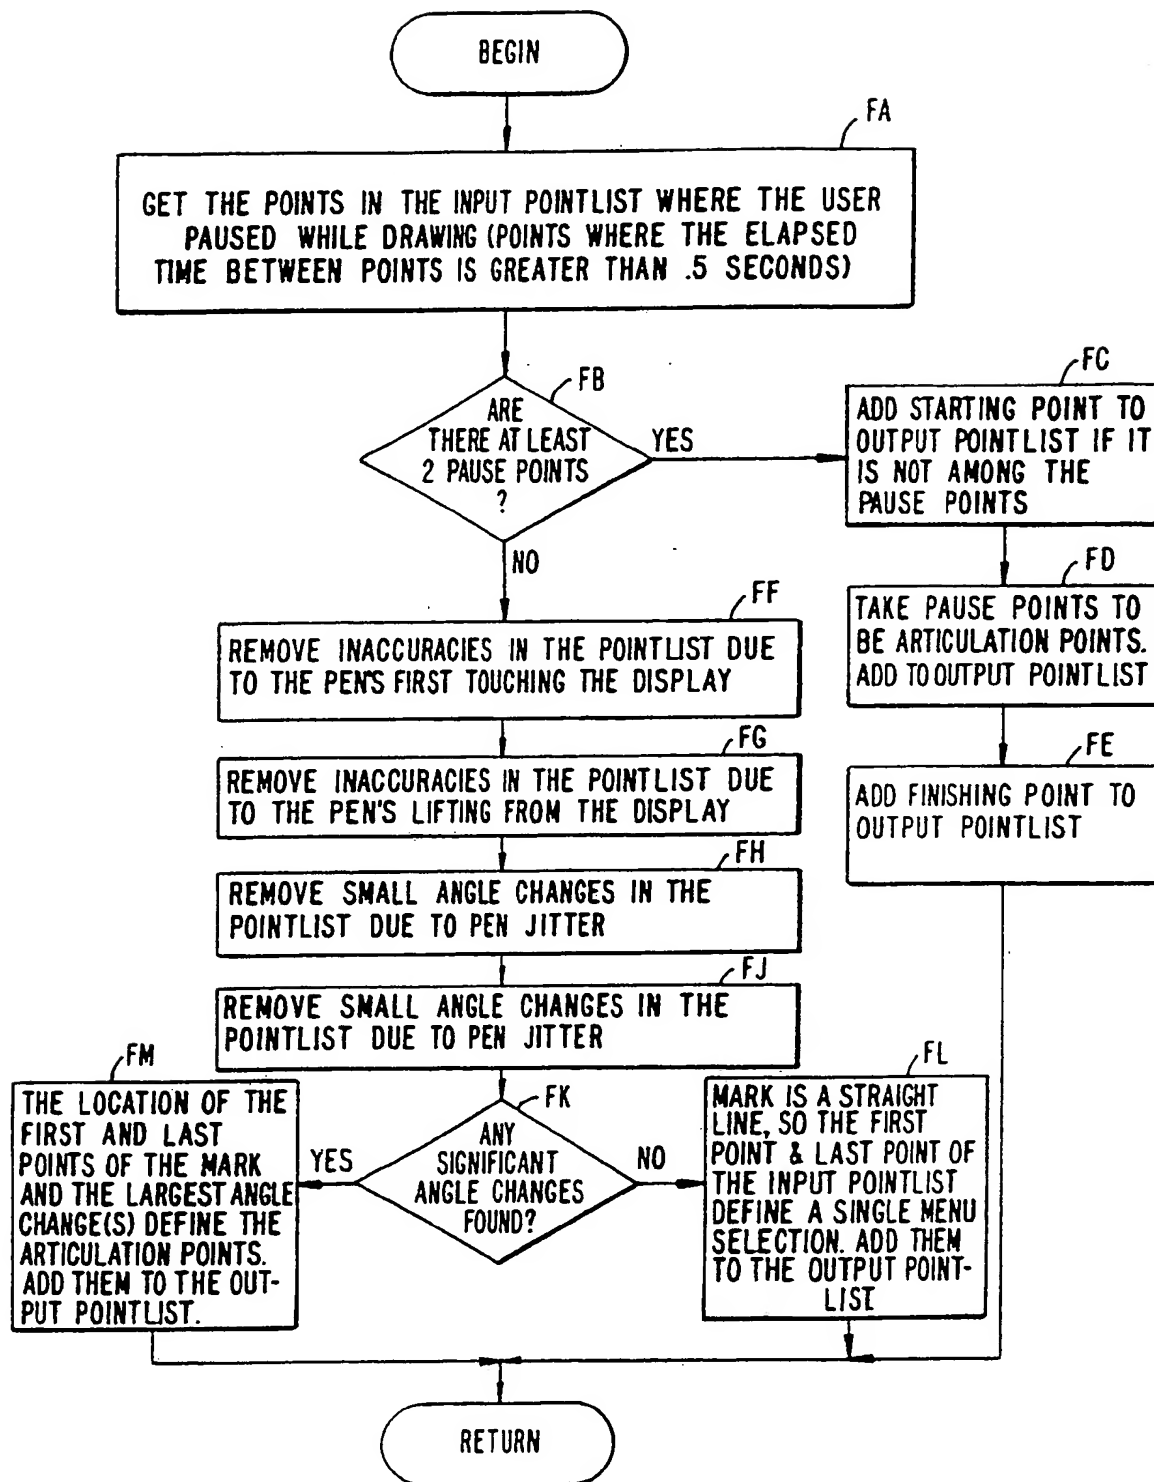 BEGIN
FA
GET THE POINTS IN THE INPUT POINTLIST WHERE THE USER
PAUSED WHILE DRAWING (POINTS WHERE THE ELAPSED
TIME BETWEEN POINTS IS GREATER THAN .5 SECONDS)
FB
ARE
THERE AT LEAST
2 PAUSE POINTS
?
YES
NO
FC
ADD STARTING POINT TO
OUTPUT POINTLIST IF IT
IS NOT AMONG THE
PAUSE POINTS
FD
TAKE PAUSE POINTS TO
BE ARTICULATION POINTS.
ADD TO OUTPUT POINTLIST
FE
ADD FINISHING POINT TO
OUTPUT POINTLIST
FF
REMOVE INACCURACIES IN THE POINTLIST DUE
TO THE PEN'S FIRST TOUCHING THE DISPLAY
FG
REMOVE INACCURACIES IN THE POINTLIST DUE
TO THE PEN'S LIFTING FROM THE DISPLAY
FH
REMOVE SMALL ANGLE CHANGES IN THE
POINTLIST DUE TO PEN JITTER
FJ
REMOVE SMALL ANGLE CHANGES IN THE
POINTLIST DUE TO PEN JITTER
FK
ANY
SIGNIFICANT
ANGLE CHANGES
FOUND?
YES
NO
FM
THE LOCATION OF THE
FIRST AND LAST
POINTS OF THE MARK
AND THE LARGEST ANGLE
CHANGE(S) DEFINE THE
ARTICULATION POINTS.
ADD THEM TO THE OUT-
PUT POINTLIST.
FL
MARK IS A STRAIGHT
LINE, SO THE FIRST
POINT & LAST POINT OF
THE INPUT POINTLIST
DEFINE A SINGLE MENU
SELECTION. ADD THEM
TO THE OUTPUT POINT-
LIST
RETURN